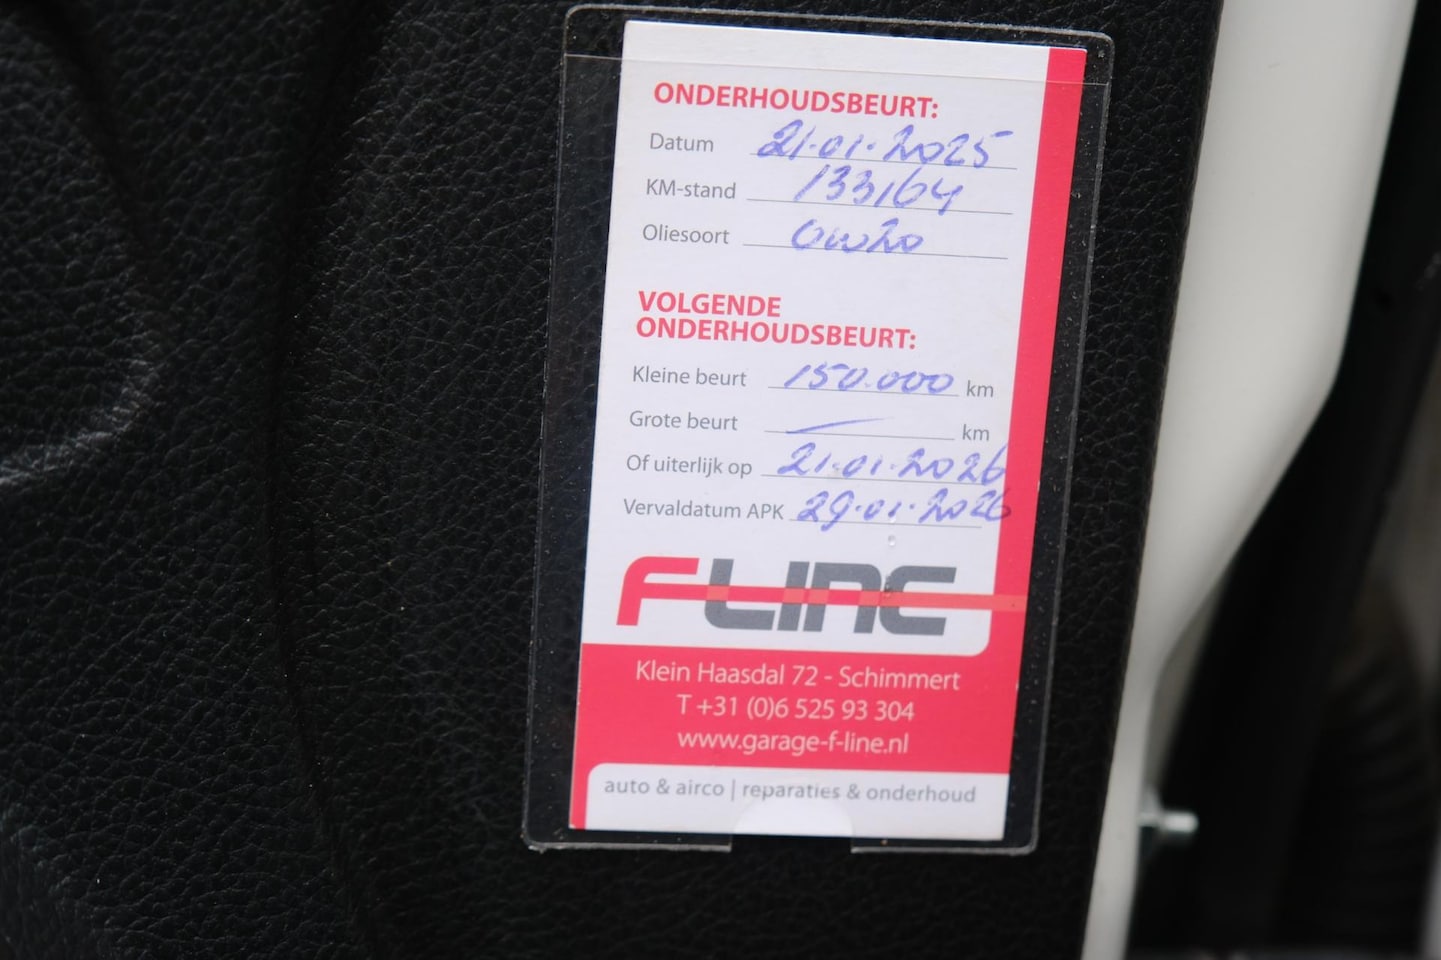 ONDERHOUDSBEURT:
Datum 21.01.2025
KM-stand 133164
Oliesoort 0w20
VOLGENDE
ONDERHOUDSBEURT:
Kleine beurt 150.000 km
Grote beurt — km
Of uiterlijk op 21.01.2026
Vervaldatum APK 29.01.2026
F LINE
Klein Haasdal 72 - Schimmert
T +31 (0)6 525 93 304
www.garage-f-line.nl
auto & airco | reparaties & onderhoud